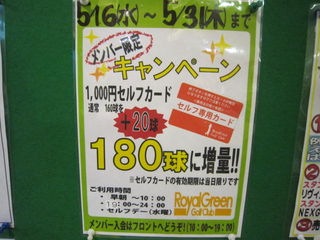 5/16(水)～5/31(木)まで
メンバー限定
キャンペーン
1,000円セルフカード
通常 160球を
+20球
180球に増量!!
※セルフカードの有効期限は当日限りです
セルフ専用カード
ご利用時間
・早朝～10:00
・19:00～24:00
・セルフデー(水曜)
RoyalGreen
Golf Club
メンバー入会はフロントへどうぞ!(10:00～19:00)